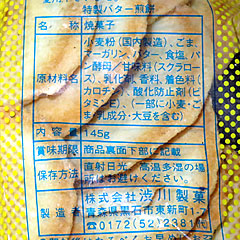 特製バター煎餅
名 称 焼菓子
原材料名 小麦粉(国内製造)、ごま、
マーガリン、バター、食塩、パ
ン酵母／甘味料(スクラロー
ス)、乳化剤、香料、着色料(カ
ロチン)、酸化防止剤(ビ
タミンE)、(一部に小麦・ご
ま・乳成分・大豆を含む)
内 容 量 145g
賞味期限 商品裏面下部に記載
保存方法 直射日光、高温多湿の場
所はお避けください。
製 造 者 株式会社 渋川製菓
青森県黒石市東新町1-7
☎0172(52)2381